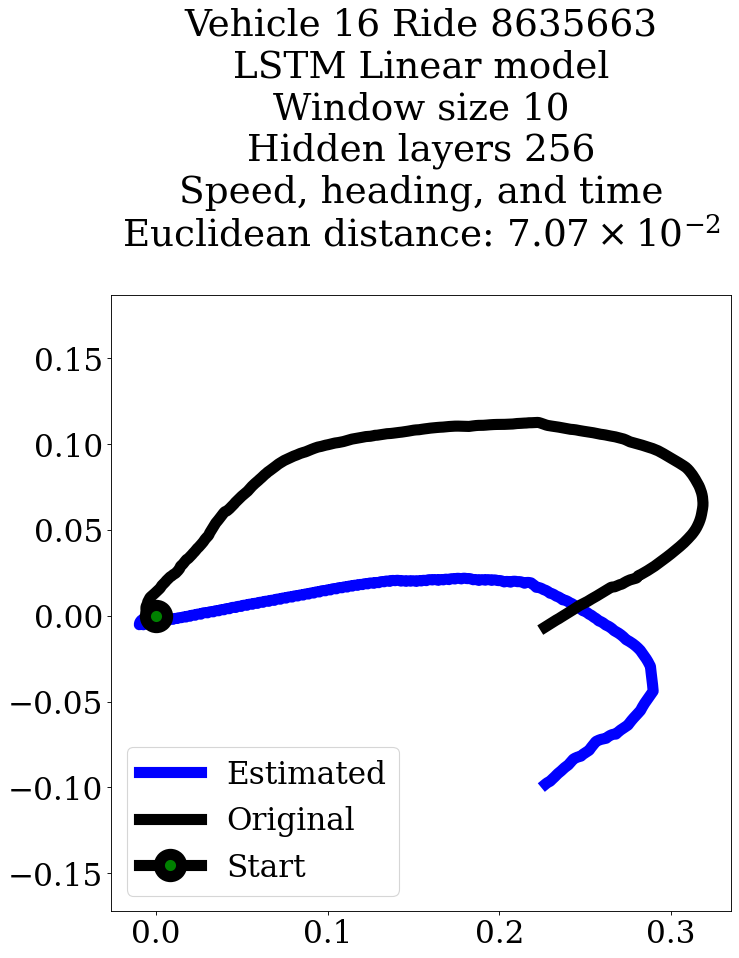 Vehicle 16 Ride 8635663
LSTM Linear model
Window size 10
Hidden layers 256
Speed, heading, and time
Euclidean distance: 7.07 × 10⁻²
0.15
0.10
0.05
0.00
−0.05
−0.10
−0.15
Estimated
Original
Start
0.0 0.1 0.2 0.3